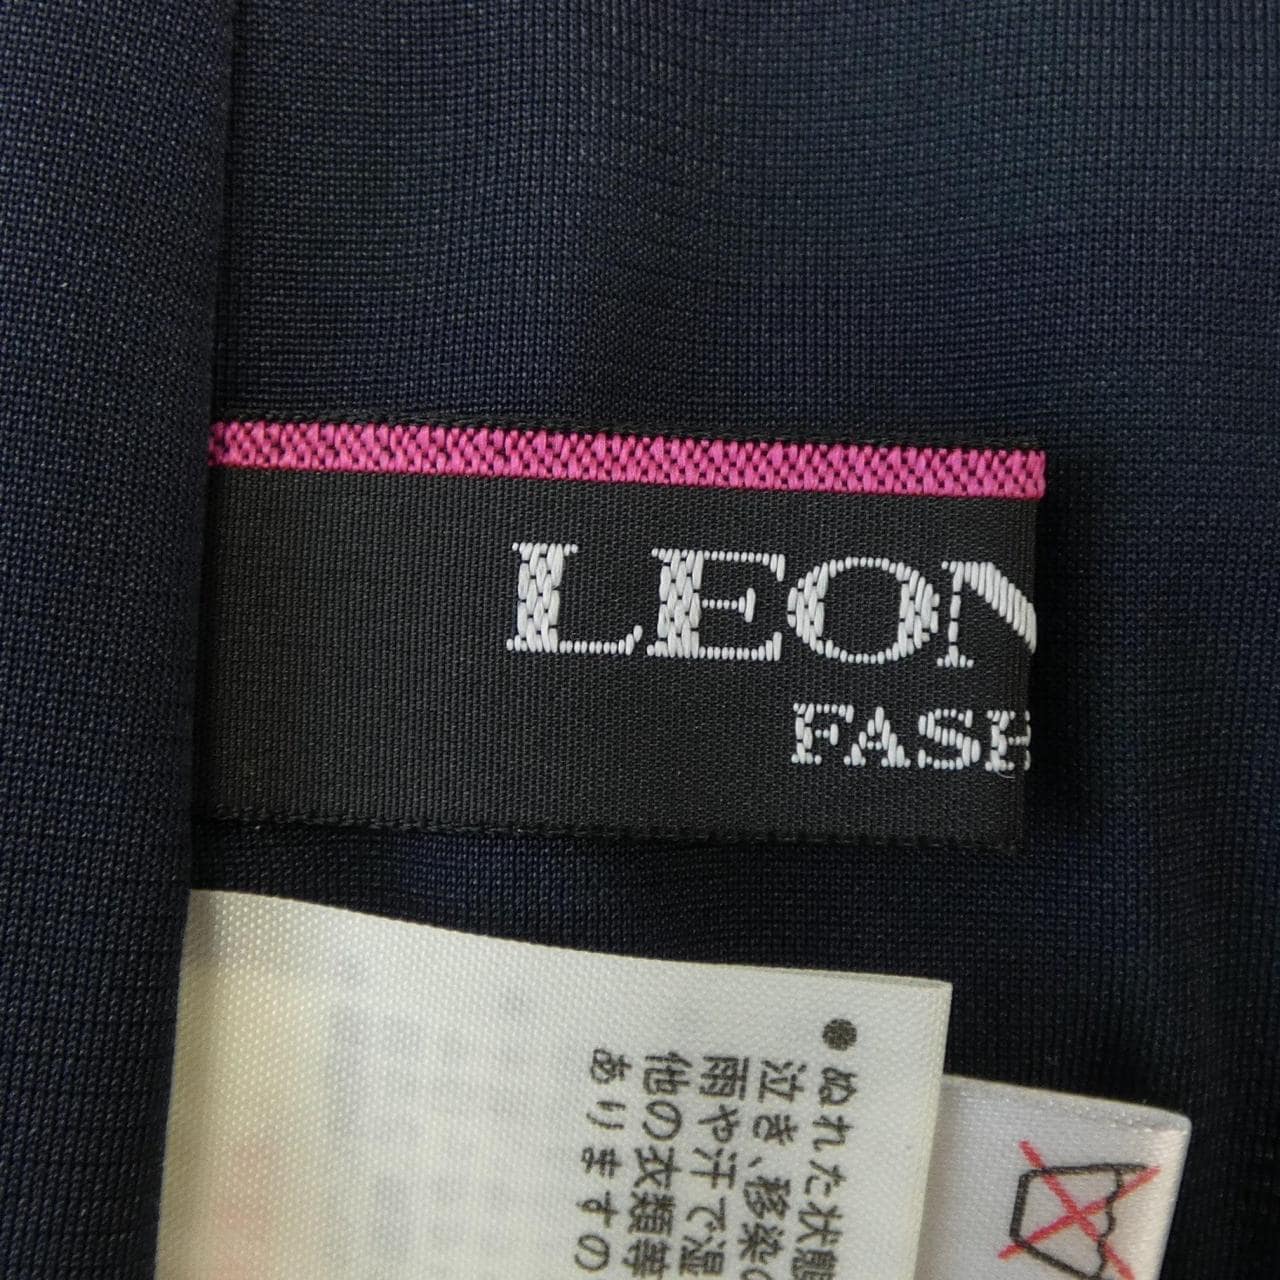 LEON
FASH
●ぬれた状態
泣き、移染の
雨や汗で湿
他の衣類等
ありますの